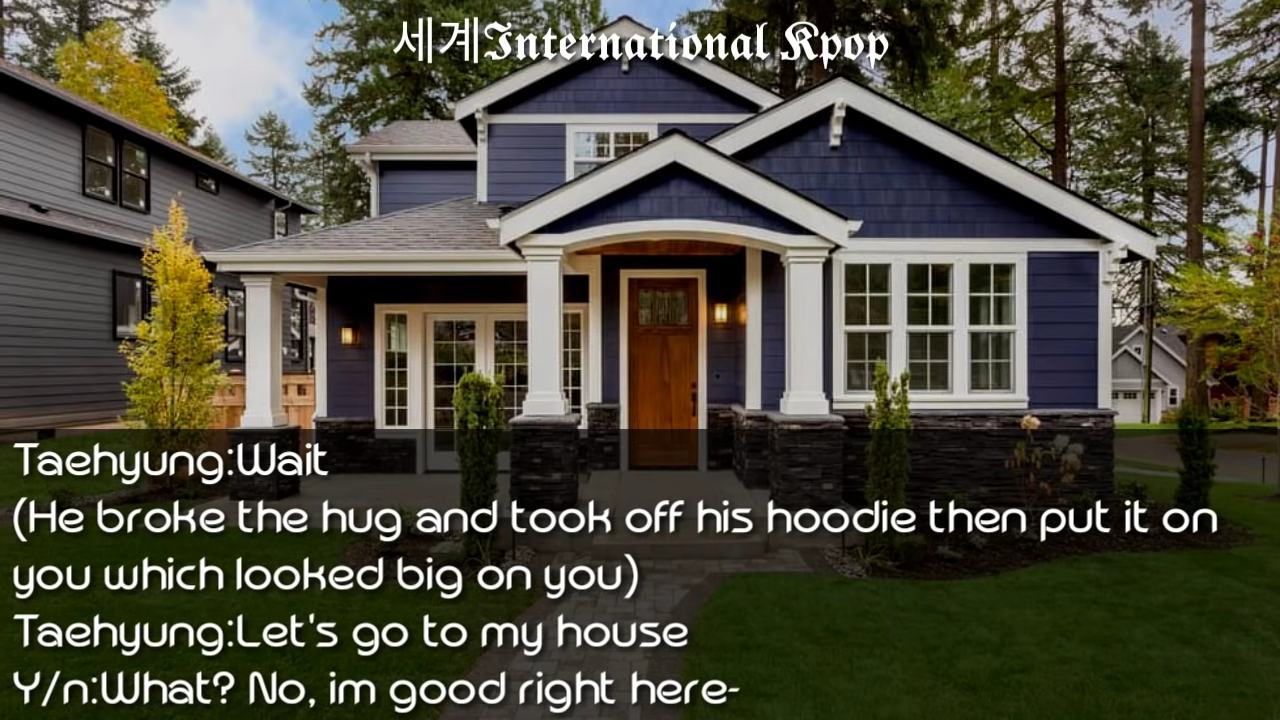 세계International Kpop
Taehyung:Wait
(He broke the hug and took off his hoodie then put it on
you which looked big on you)
Taehyung:Let's go to my house
Y/n:What? No, im good right here-